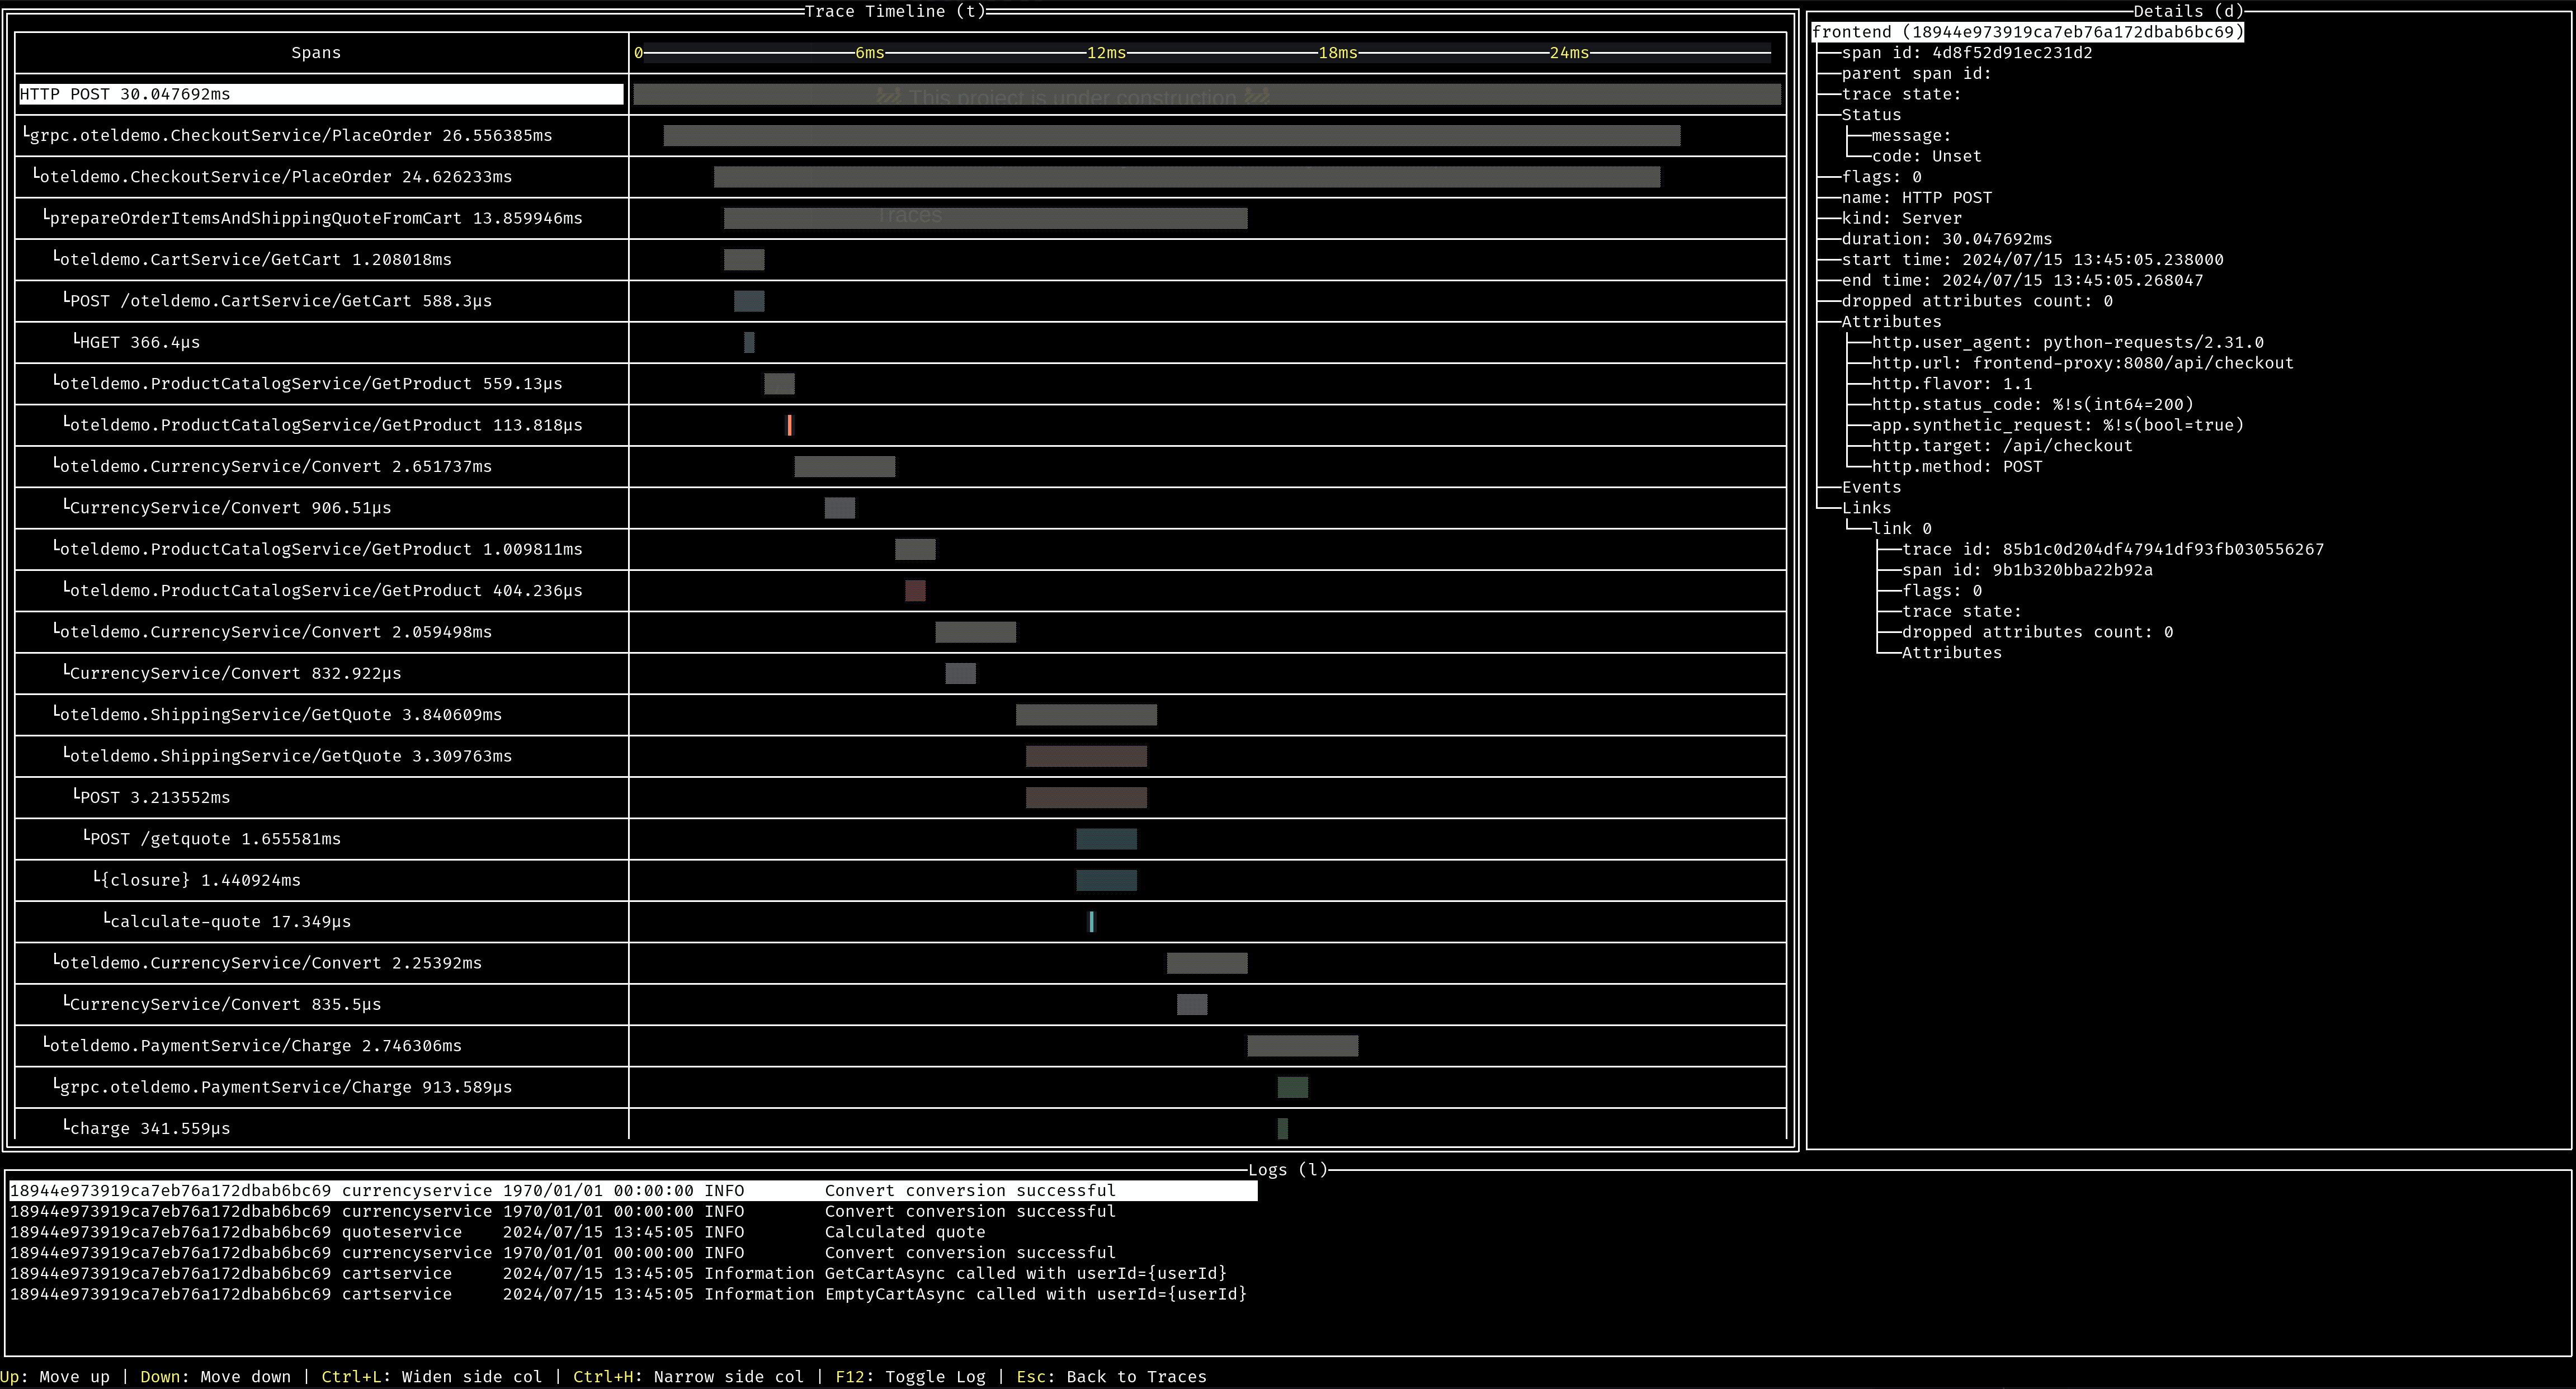 Trace Timeline (t)
Spans
0 6ms 12ms 18ms 24ms
HTTP POST 30.047692ms
🚧 This project is under construction 🚧
grpc.oteldemo.CheckoutService/PlaceOrder 26.556385ms
oteldemo.CheckoutService/PlaceOrder 24.626233ms
prepareOrderItemsAndShippingQuoteFromCart 13.859946ms
Traces
oteldemo.CartService/GetCart 1.208018ms
POST /oteldemo.CartService/GetCart 588.3µs
HGET 366.4µs
oteldemo.ProductCatalogService/GetProduct 559.13µs
oteldemo.ProductCatalogService/GetProduct 113.818µs
oteldemo.CurrencyService/Convert 2.651737ms
CurrencyService/Convert 906.51µs
oteldemo.ProductCatalogService/GetProduct 1.009811ms
oteldemo.ProductCatalogService/GetProduct 404.236µs
oteldemo.CurrencyService/Convert 2.059498ms
CurrencyService/Convert 832.922µs
oteldemo.ShippingService/GetQuote 3.840609ms
oteldemo.ShippingService/GetQuote 3.309763ms
POST 3.213552ms
POST /getquote 1.655581ms
{closure} 1.440924ms
calculate-quote 17.349µs
oteldemo.CurrencyService/Convert 2.25392ms
CurrencyService/Convert 835.5µs
oteldemo.PaymentService/Charge 2.746306ms
grpc.oteldemo.PaymentService/Charge 913.589µs
charge 341.559µs
Details (d)
frontend (18944e973919ca7eb76a172dbab6bc69)
span id: 4d8f52d91ec231d2
parent span id:
trace state:
Status
message:
code: Unset
flags: 0
name: HTTP POST
kind: Server
duration: 30.047692ms
start time: 2024/07/15 13:45:05.238000
end time: 2024/07/15 13:45:05.268047
dropped attributes count: 0
Attributes
http.user_agent: python-requests/2.31.0
http.url: frontend-proxy:8080/api/checkout
http.flavor: 1.1
http.status_code: %!s(int64=200)
app.synthetic_request: %!s(bool=true)
http.target: /api/checkout
http.method: POST
Events
Links
link 0
trace id: 85b1c0d204df47941df93fb030556267
span id: 9b1b320bba22b92a
flags: 0
trace state:
dropped attributes count: 0
Attributes
Logs (l)
18944e973919ca7eb76a172dbab6bc69 currencyservice 1970/01/01 00:00:00 INFO Convert conversion successful
18944e973919ca7eb76a172dbab6bc69 currencyservice 1970/01/01 00:00:00 INFO Convert conversion successful
18944e973919ca7eb76a172dbab6bc69 quoteservice 2024/07/15 13:45:05 INFO Calculated quote
18944e973919ca7eb76a172dbab6bc69 currencyservice 1970/01/01 00:00:00 INFO Convert conversion successful
18944e973919ca7eb76a172dbab6bc69 cartservice 2024/07/15 13:45:05 Information GetCartAsync called with userId={userId}
18944e973919ca7eb76a172dbab6bc69 cartservice 2024/07/15 13:45:05 Information EmptyCartAsync called with userId={userId}
Up: Move up | Down: Move down | Ctrl+L: Widen side col | Ctrl+H: Narrow side col | F12: Toggle Log | Esc: Back to Traces